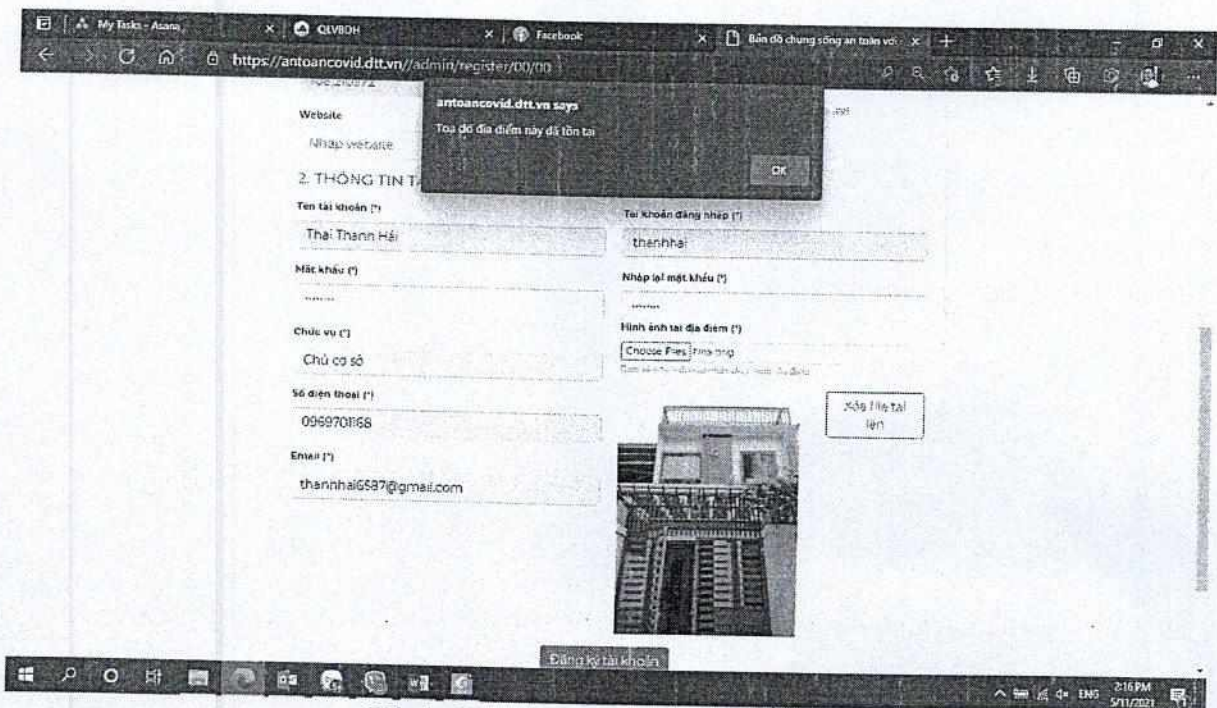 My Tasks - Asana
QLVBDH
Facebook
Bản đồ chung sống an toàn với
https://antoancovid.dtt.vn//admin/register/00/00
antoancovid.dtt.vn says
Toạ độ địa điểm này đã tồn tại
OK
Website
Nhập website
2. THÔNG TIN T
Tên tài khoản (*)
Tài khoản đăng nhập (*)
Thái Thanh Hải
thanhhai
Mật khẩu (*)
Nhập lại mật khẩu (*)
Chức vụ (*)
Hình ảnh tại địa điểm (*)
Chủ cơ sở
Choose Files
Số điện thoại (*)
Xóa file tải lên
0969701168
Email (*)
thanhhai6587@gmail.com
Đăng ký tài khoản
ENG
2:16 PM
5/11/2021